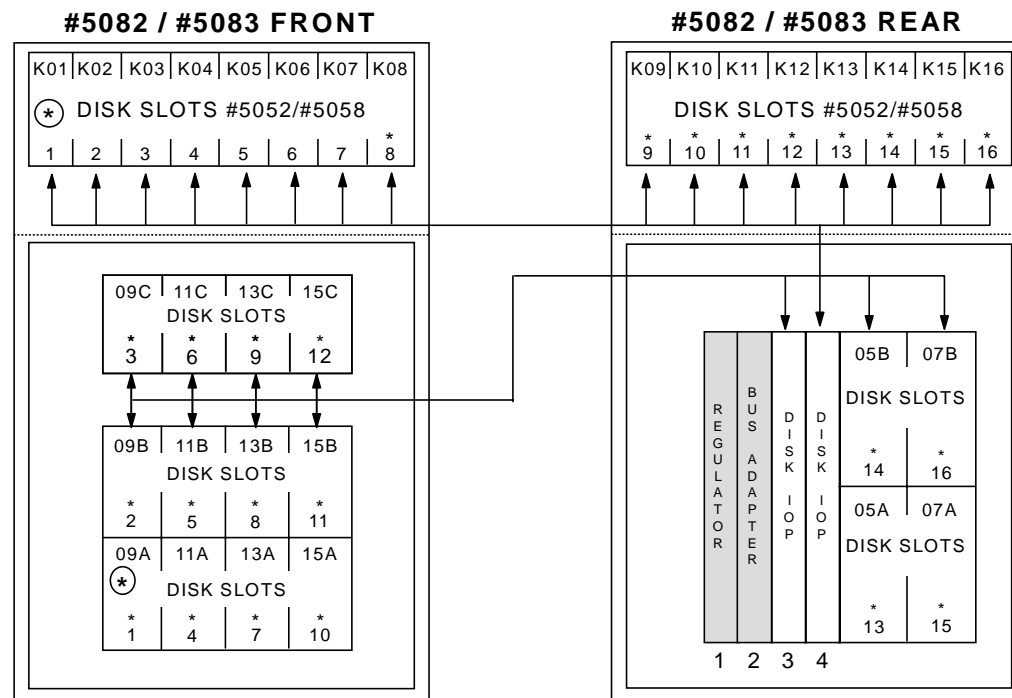 #5082 / #5083 FRONT
K01 K02 K03 K04 K05 K06 K07 K08
* DISK SLOTS #5052/#5058
*
1 2 3 4 5 6 7 8
09C 11C 13C 15C
DISK SLOTS
* * * *
3 6 9 12
09B 11B 13B 15B
DISK SLOTS
* * * *
2 5 8 11
09A 11A 13A 15A
*
DISK SLOTS
* * * *
1 4 7 10
#5082 / #5083 REAR
K09 K10 K11 K12 K13 K14 K15 K16
DISK SLOTS #5052/#5058
* * * * * * * *
9 10 11 12 13 14 15 16
REGULATOR
BUS ADAPTER
DISK IOP
DISK IOP
05B 07B
DISK SLOTS
* *
14 16
05A 07A
DISK SLOTS
* *
13 15
1 2 3 4